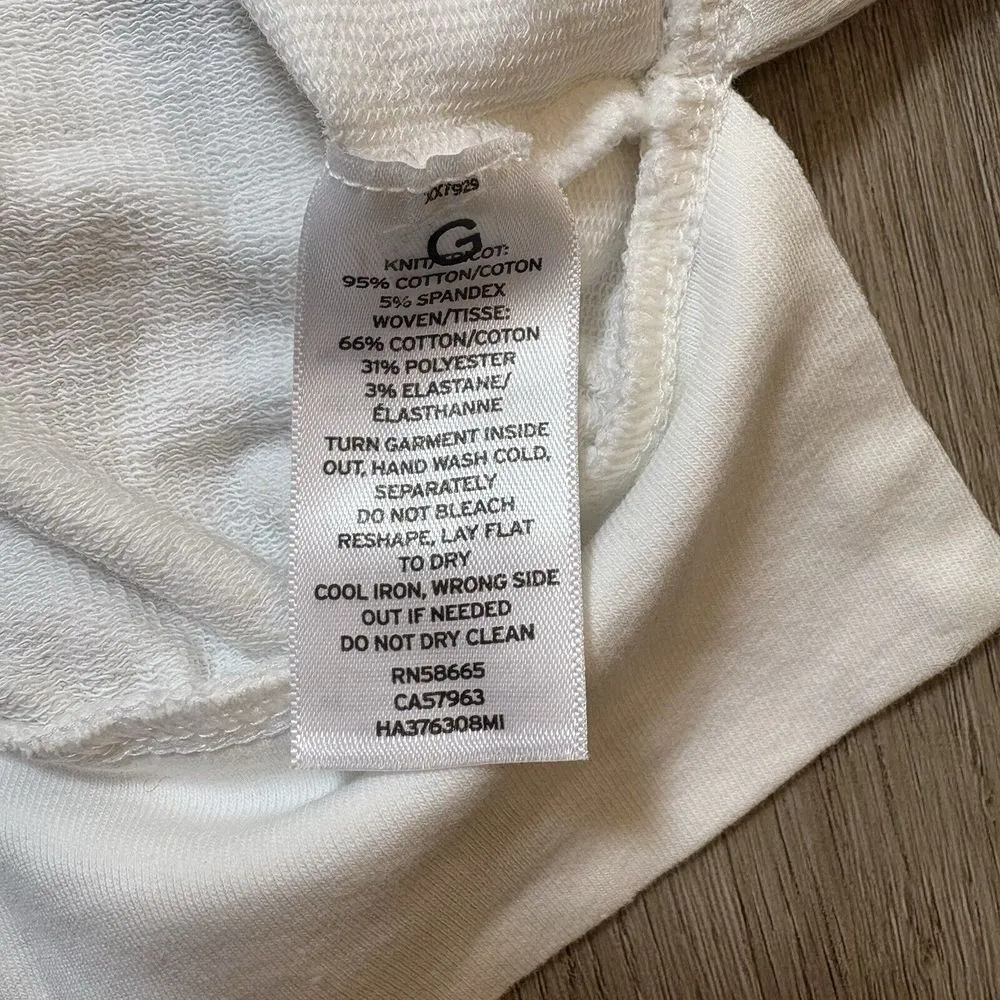 G
KNIT/
95% COTTON/COTON
5% SPANDEX
WOVEN/TISSE:
66% COTTON/COTON
31% POLYESTER
3% ELASTANE/
ÉLASTHANNE
TURN GARMENT INSIDE
OUT, HAND WASH COLD,
SEPARATELY
DO NOT BLEACH
RESHAPE, LAY FLAT
TO DRY
COOL IRON, WRONG SIDE
OUT IF NEEDED
DO NOT DRY CLEAN
RN58665
CA57963
HA376308MI